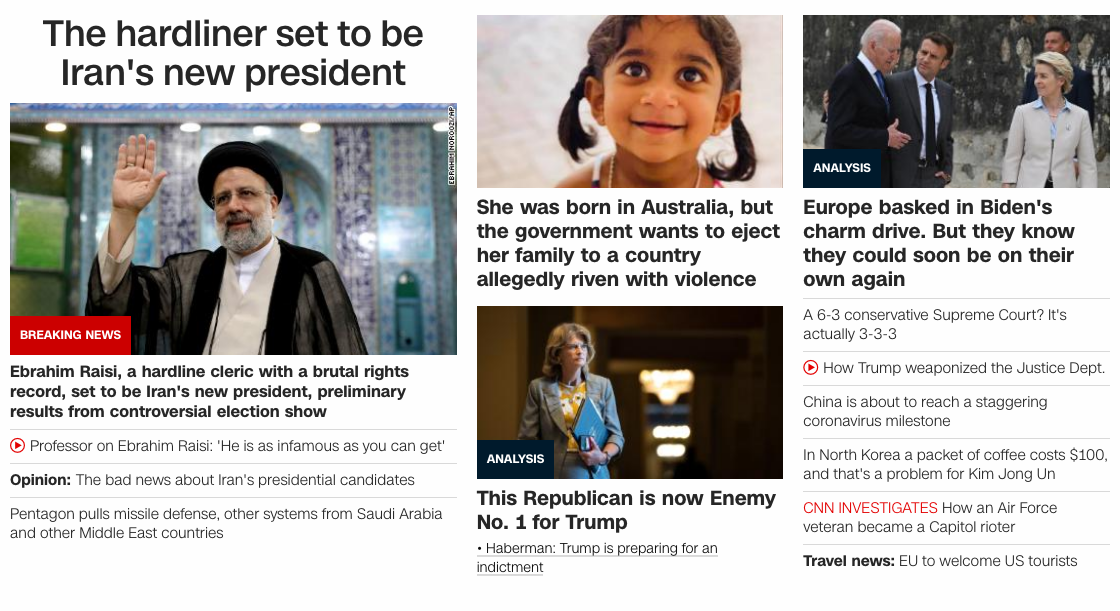 The hardliner set to be
Iran's new president
EBRAHIM NOROOZI/AP
BREAKING NEWS
Ebrahim Raisi, a hardline cleric with a brutal rights
record, set to be Iran's new president, preliminary
results from controversial election show
Professor on Ebrahim Raisi: 'He is as infamous as you can get'
Opinion: The bad news about Iran's presidential candidates
Pentagon pulls missile defense, other systems from Saudi Arabia
and other Middle East countries
She was born in Australia, but
the government wants to eject
her family to a country
allegedly riven with violence
ANALYSIS
This Republican is now Enemy
No. 1 for Trump
• Haberman: Trump is preparing for an
indictment
ANALYSIS
Europe basked in Biden's
charm drive. But they know
they could soon be on their
own again
A 6-3 conservative Supreme Court? It's
actually 3-3-3
How Trump weaponized the Justice Dept.
China is about to reach a staggering
coronavirus milestone
In North Korea a packet of coffee costs $100,
and that's a problem for Kim Jong Un
CNN INVESTIGATES How an Air Force
veteran became a Capitol rioter
Travel news: EU to welcome US tourists